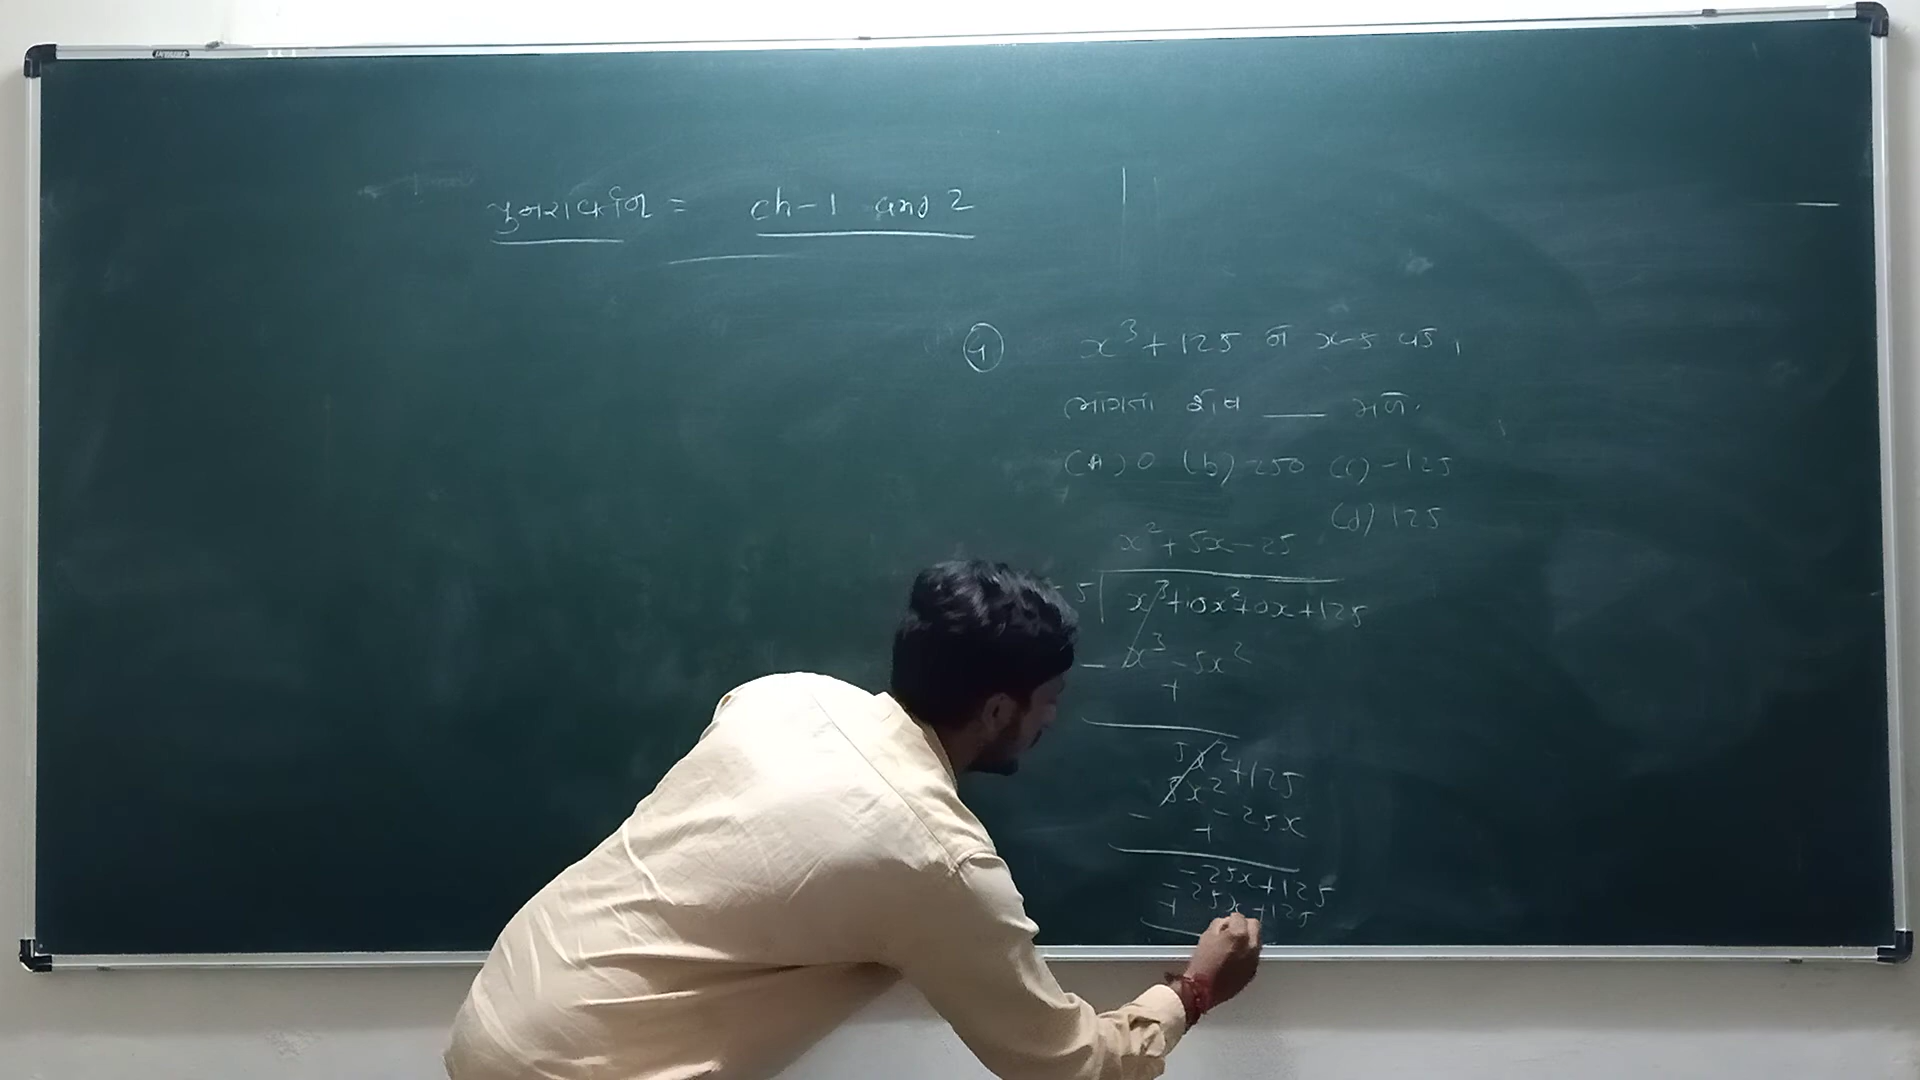 પુનરાવર્તન = ch-1 and 2
x³+125 ને x-5 વડે
ભાગતા શેષ ___ મળે.
(A) 0 (b) 250 (c) -125
(d) 125
x²+5x-25
5 x³+0x²+0x+125
- x³-5x²
+
5x²+125
5x²-25x
- +
-25x+125
-25x+125
+